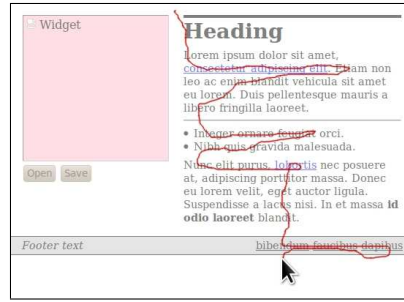 Widget
Open Save
Heading
Lorem ipsum dolor sit amet,
consectetur adipiscing elit. Etiam non
leo ac enim blandit vehicula sit amet
eu lorem. Duis pellentesque mauris a
libero fringilla laoreet.
Integer ornare feugiat orci.
Nibh quis gravida malesuada.
Nunc elit purus, lobortis nec posuere
at, adipiscing porttitor massa. Donec
eu lorem velit, eget auctor ligula.
Suspendisse a lacus nisi. In et massa id
odio laoreet blandit.
Footer text bibendum faucibus dapibus